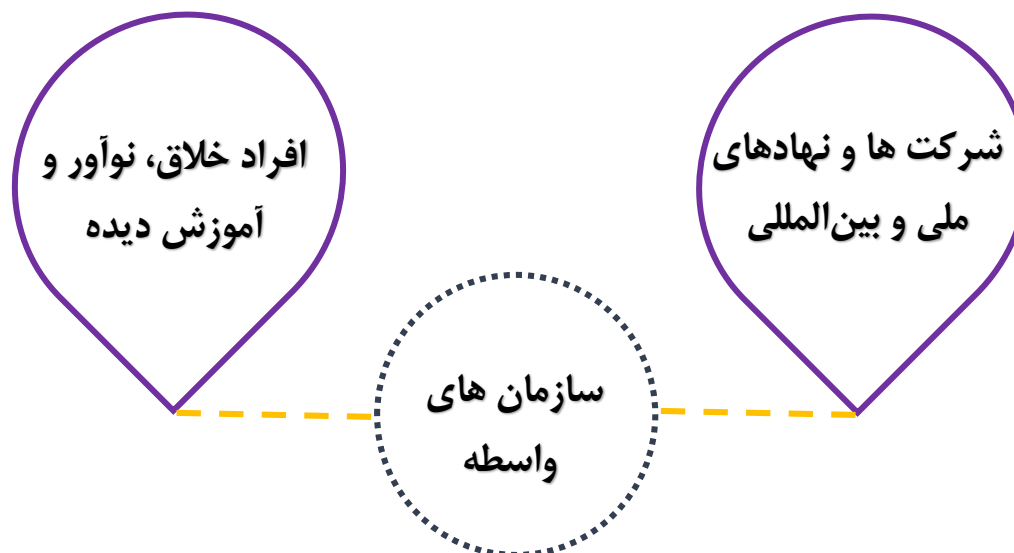 شرکت ها و نهادهای
ملی و بین‌المللی
افراد خلاق، نوآور و
آموزش دیده
سازمان های
واسطه